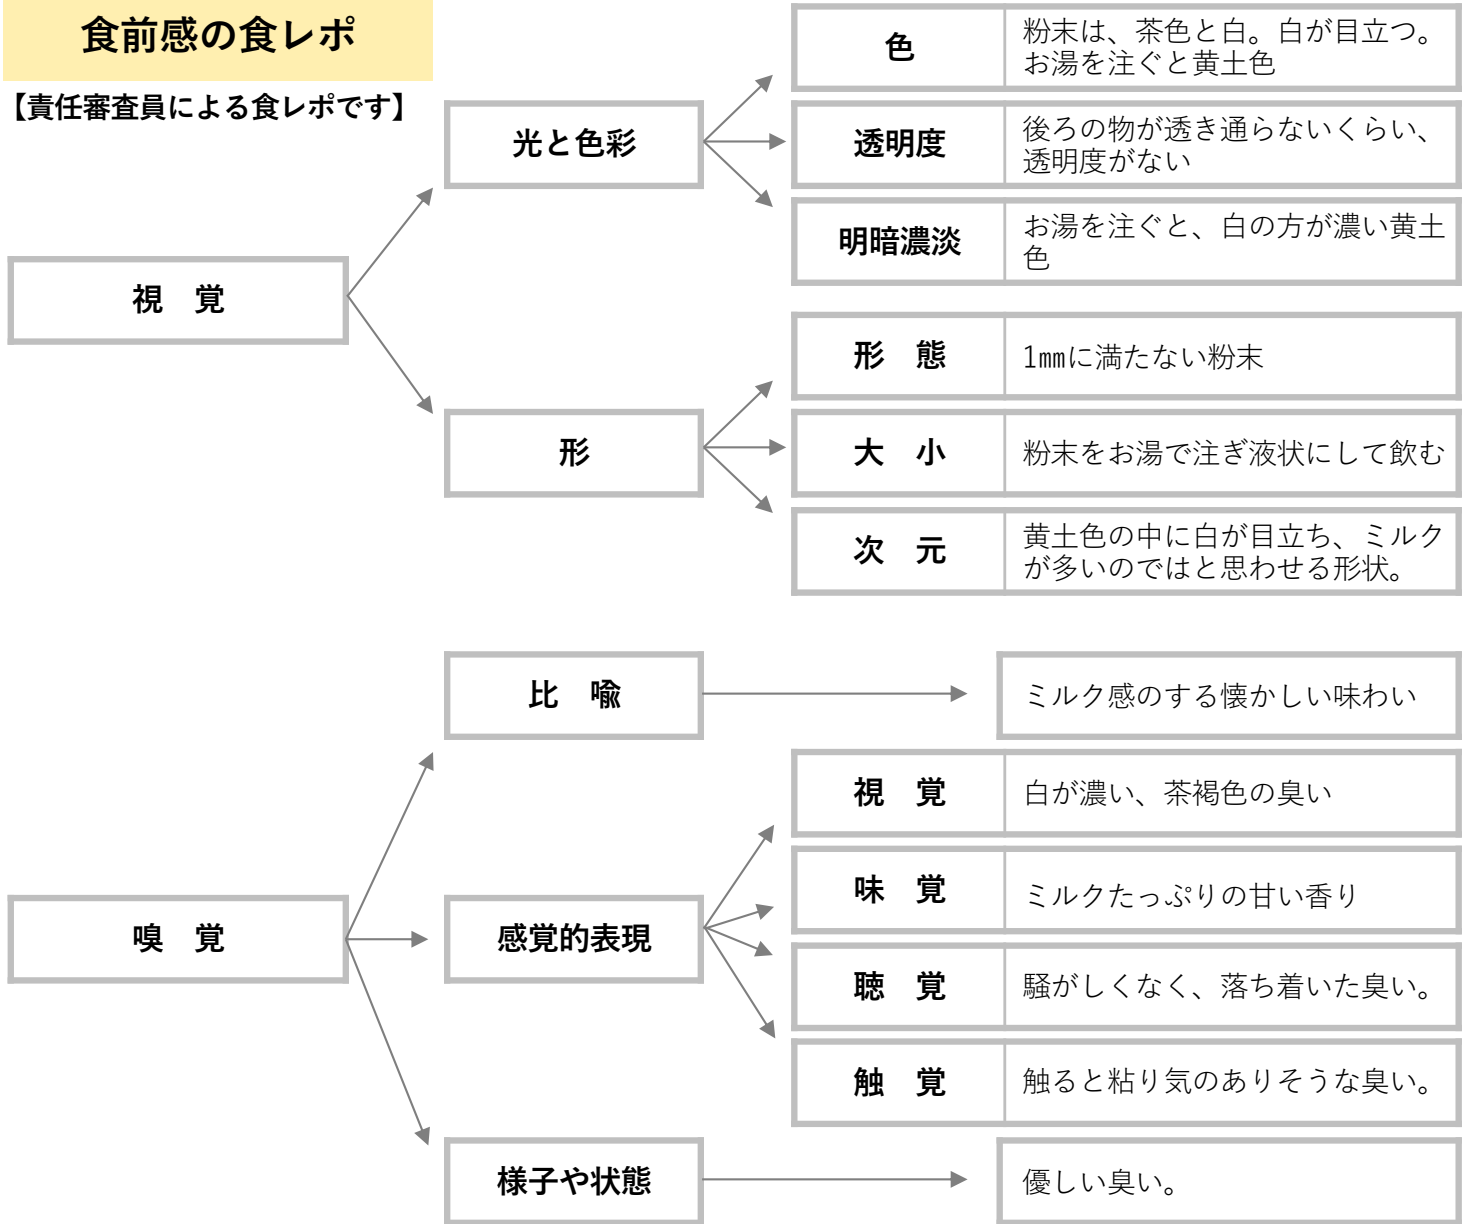 食前感の食レポ
【責任審査員による食レポです】
視　覚
光と色彩
色
粉末は、茶色と白。白が目立つ。
お湯を注ぐと黄土色
透明度
後ろの物が透き通らないくらい、
透明度がない
明暗濃淡
お湯を注ぐと、白の方が濃い黄土
色
形
形　態
1㎜に満たない粉末
大　小
粉末をお湯で注ぎ液状にして飲む
次　元
黄土色の中に白が目立ち、ミルク
が多いのではと思わせる形状。
嗅　覚
比　喩
ミルク感のする懐かしい味わい
感覚的表現
視　覚
白が濃い、茶褐色の臭い
味　覚
ミルクたっぷりの甘い香り
聴　覚
騒がしくなく、落ち着いた臭い。
触　覚
触ると粘り気のありそうな臭い。
様子や状態
優しい臭い。